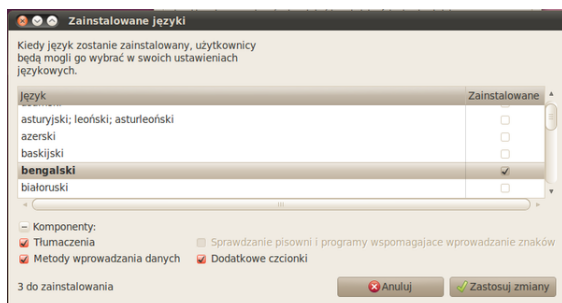 Zainstalowane języki
Kiedy język zostanie zainstalowany, użytkownicy
będą mogli go wybrać w swoich ustawieniach
językowych.
Język Zainstalowane
asturyjski; leoński; asturleoński
azerski
baskijski
bengalski
białoruski
Komponenty:
Tłumaczenia Sprawdzanie pisowni i programy wspomagajace wprowadzanie znaków
Metody wprowadzania danych Dodatkowe czcionki
3 do zainstalowania Anuluj Zastosuj zmiany